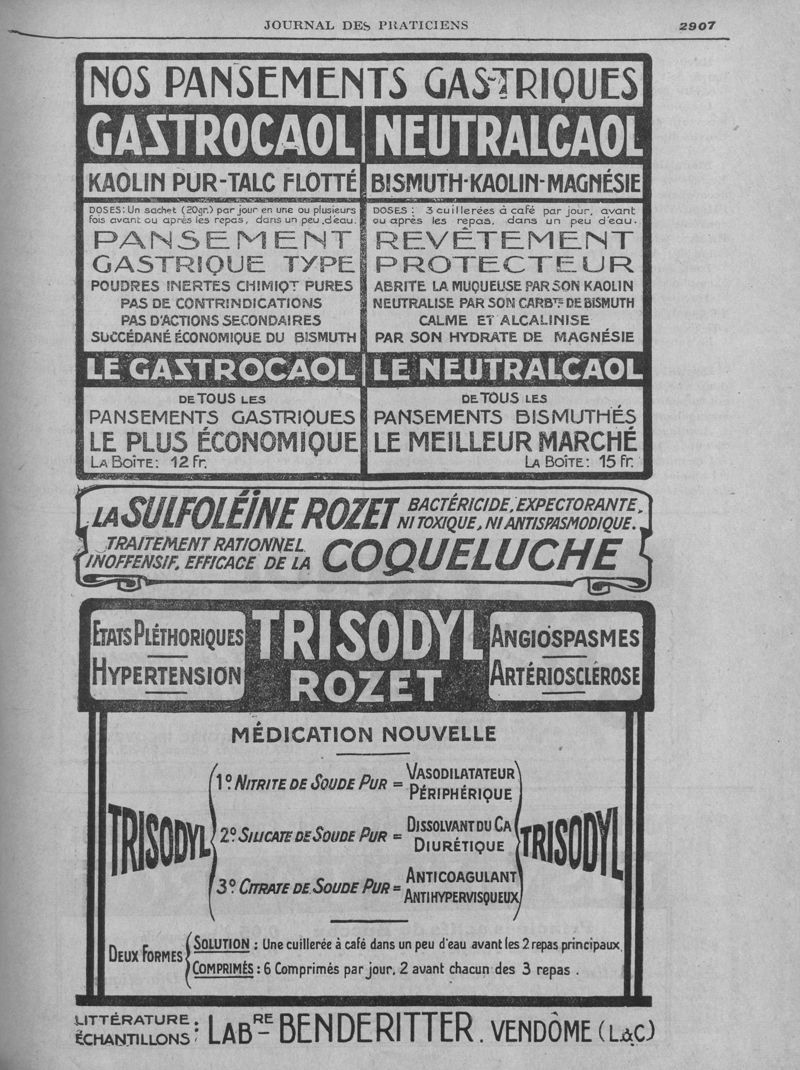 JOURNAL DES PRATICIENS 2907
NOS PANSEMENTS GASTRIQUES
GASTROCAOL
KAOLIN PUR-TALC FLOTTÉ
DOSES: Un sachet (20gr.) par jour en une ou plusieurs
fois avant ou après les repas, dans un peu d'eau.
PANSEMENT
GASTRIQUE TYPE
POUDRES INERTES CHIMIQT PURES
PAS DE CONTRINDICATIONS
PAS D'ACTIONS SECONDAIRES
SUCCÉDANÉ ÉCONOMIQUE DU BISMUTH
LE GASTROCAOL
DE TOUS LES
PANSEMENTS GASTRIQUES
LE PLUS ÉCONOMIQUE
LA BOÎTE: 12 Fr.
NEUTRALCAOL
BISMUTH-KAOLIN-MAGNÉSIE
DOSES: 3 cuillerées à café par jour, avant
ou après les repas, dans un peu d'eau.
REVÊTEMENT
PROTECTEUR
ABRITE LA MUQUEUSE PAR SON KAOLIN
NEUTRALISE PAR SON CARBTE DE BISMUTH
CALME ET ALCALINISE
PAR SON HYDRATE DE MAGNÉSIE
LE NEUTRALCAOL
DE TOUS LES
PANSEMENTS BISMUTHÉS
LE MEILLEUR MARCHÉ
LA BOÎTE: 15 Fr.
LA SULFOLÉÏNE ROZET BACTÉRICIDE, EXPECTORANTE,
NI TOXIQUE, NI ANTISPASMODIQUE.
TRAITEMENT RATIONNEL
INOFFENSIF, EFFICACE DE LA COQUELUCHE
ETATS PLÉTHORIQUES
HYPERTENSION
TRISODYL
ROZET
ANGIOSPASMES
ARTÉRIOSCLÉROSE
MÉDICATION NOUVELLE
TRISODYL
1º. NITRITE DE SOUDE PUR = VASODILATATEUR
PÉRIPHÉRIQUE
2º. SILICATE DE SOUDE PUR = DISSOLVANT DU CA
DIURÉTIQUE
3º. CITRATE DE SOUDE PUR = ANTICOAGULANT
ANTIHYPERVISQUEUX
TRISODYL
DEUX FORMES
SOLUTION : Une cuillerée à café dans un peu d'eau avant les 2 repas principaux.
COMPRIMÉS : 6 Comprimés par jour, 2 avant chacun des 3 repas.
LITTÉRATURE :
ÉCHANTILLONS :
LABRE BENDERITTER. VENDÔME (L.&C)